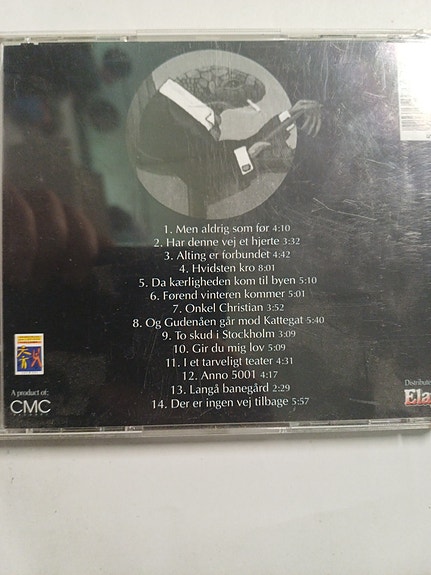 1. Men aldrig som før 4:10
2. Har denne vej et hjerte 3:32
3. Alting er forbundet 4:42
4. Hvidsten kro 8:01
5. Da kærligheden kom til byen 5:10
6. Førend vinteren kommer 5:01
7. Onkel Christian 3:52
8. Og Gudenåen går mod Kattegat 5:40
9. To skud i Stockholm 3:09
10. Gir du mig lov 5:09
11. I et tarveligt teater 4:31
12. Anno 5001 4:17
13. Langå banegård 2:29
14. Der er ingen vej tilbage 5:57
A product of:
CMC
Distribute
Ela